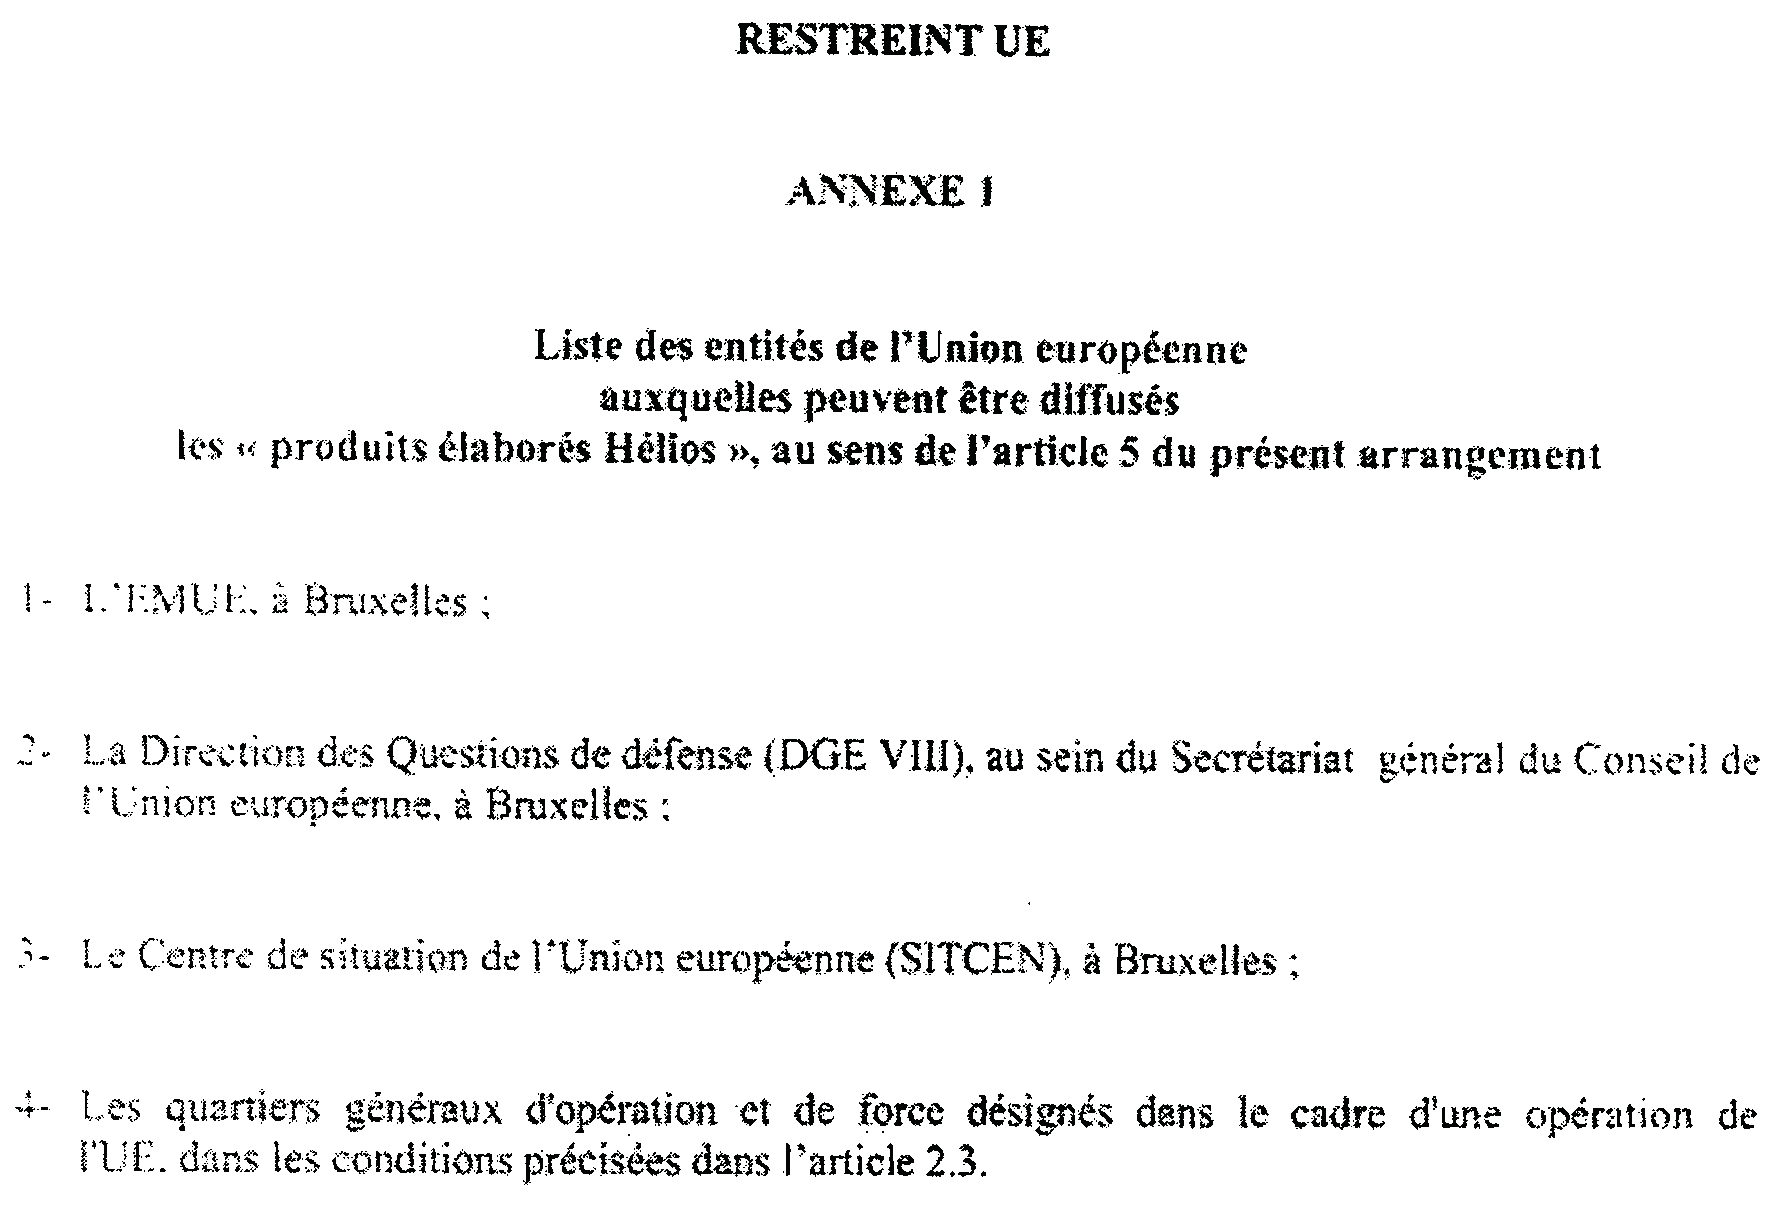 RESTREINT UE
ANNEXE 1
Liste des entités de l'Union européenne
auxquelles peuvent être diffusés
les « produits élaborés Hélios », au sens de l'article 5 du présent arrangement
1- L'EMUE, à Bruxelles ;
2- La Direction des Questions de défense (DGE VIII), au sein du Secrétariat général du Conseil de
l'Union européenne, à Bruxelles ;
3- Le Centre de situation de l'Union européenne (SITCEN), à Bruxelles ;
4- Les quartiers généraux d'opération et de force désignés dans le cadre d'une opération de
l'UE, dans les conditions précisées dans l'article 2.3.